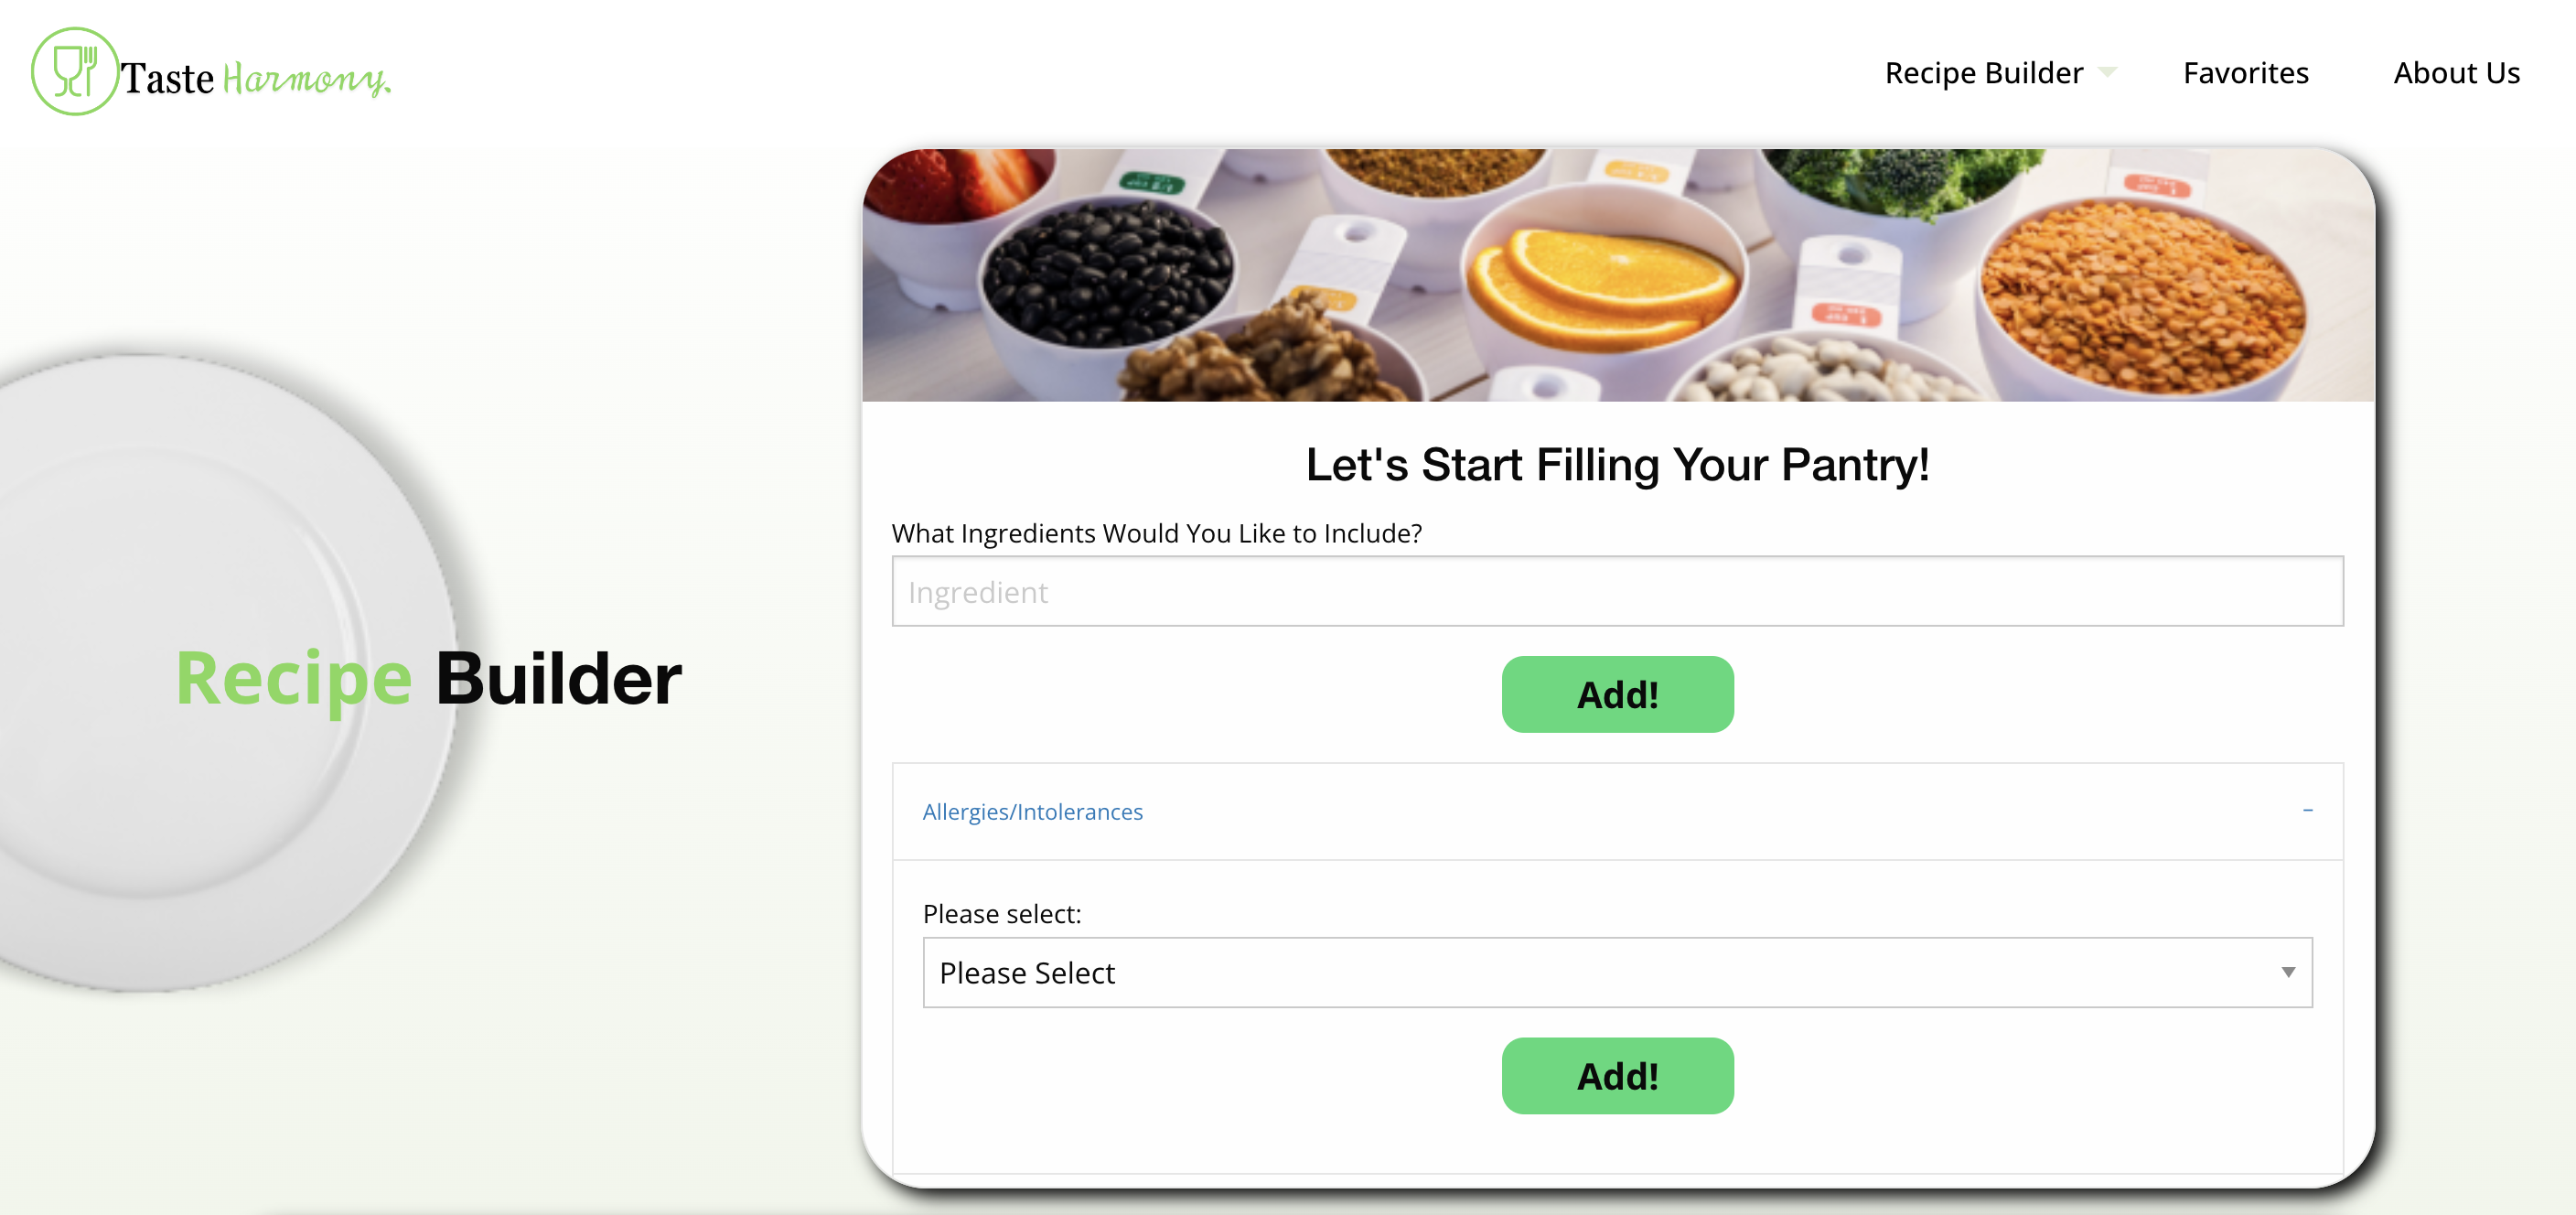 Taste Harmony.
Recipe Builder
Favorites
About Us
Recipe Builder
Let's Start Filling Your Pantry!
What Ingredients Would You Like to Include?
Ingredient
Add!
Allergies/Intolerances
-
Please select:
Please Select
Add!